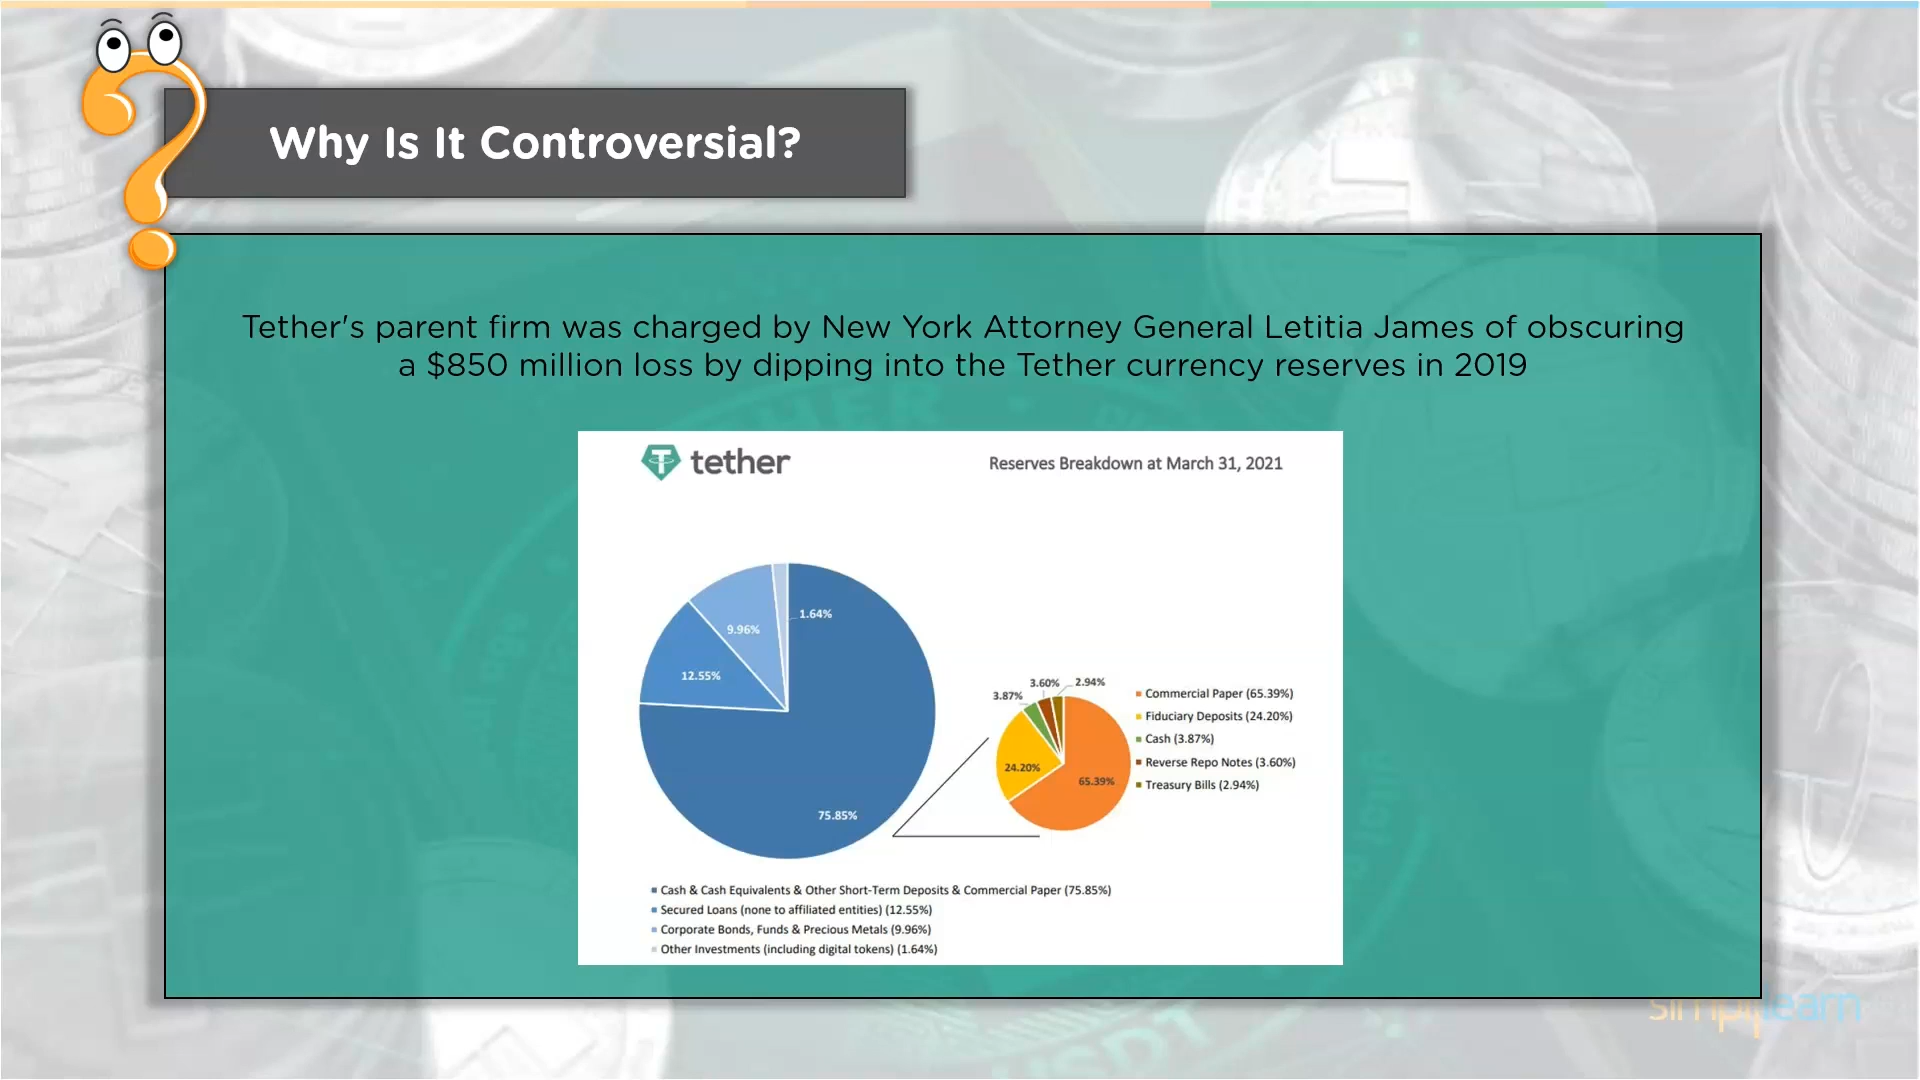 Why Is It Controversial?
Tether's parent firm was charged by New York Attorney General Letitia James of obscuring
a $850 million loss by dipping into the Tether currency reserves in 2019
tether
Reserves Breakdown at March 31, 2021
1.64%
9.96%
12.55%
75.85%
3.87%
3.60%
2.94%
24.20%
65.39%
Commercial Paper (65.39%)
Fiduciary Deposits (24.20%)
Cash (3.87%)
Reverse Repo Notes (3.60%)
Treasury Bills (2.94%)
Cash & Cash Equivalents & Other Short-Term Deposits & Commercial Paper (75.85%)
Secured Loans (none to affiliated entities) (12.55%)
Corporate Bonds, Funds & Precious Metals (9.96%)
Other Investments (including digital tokens) (1.64%)
simplilearn
USDT